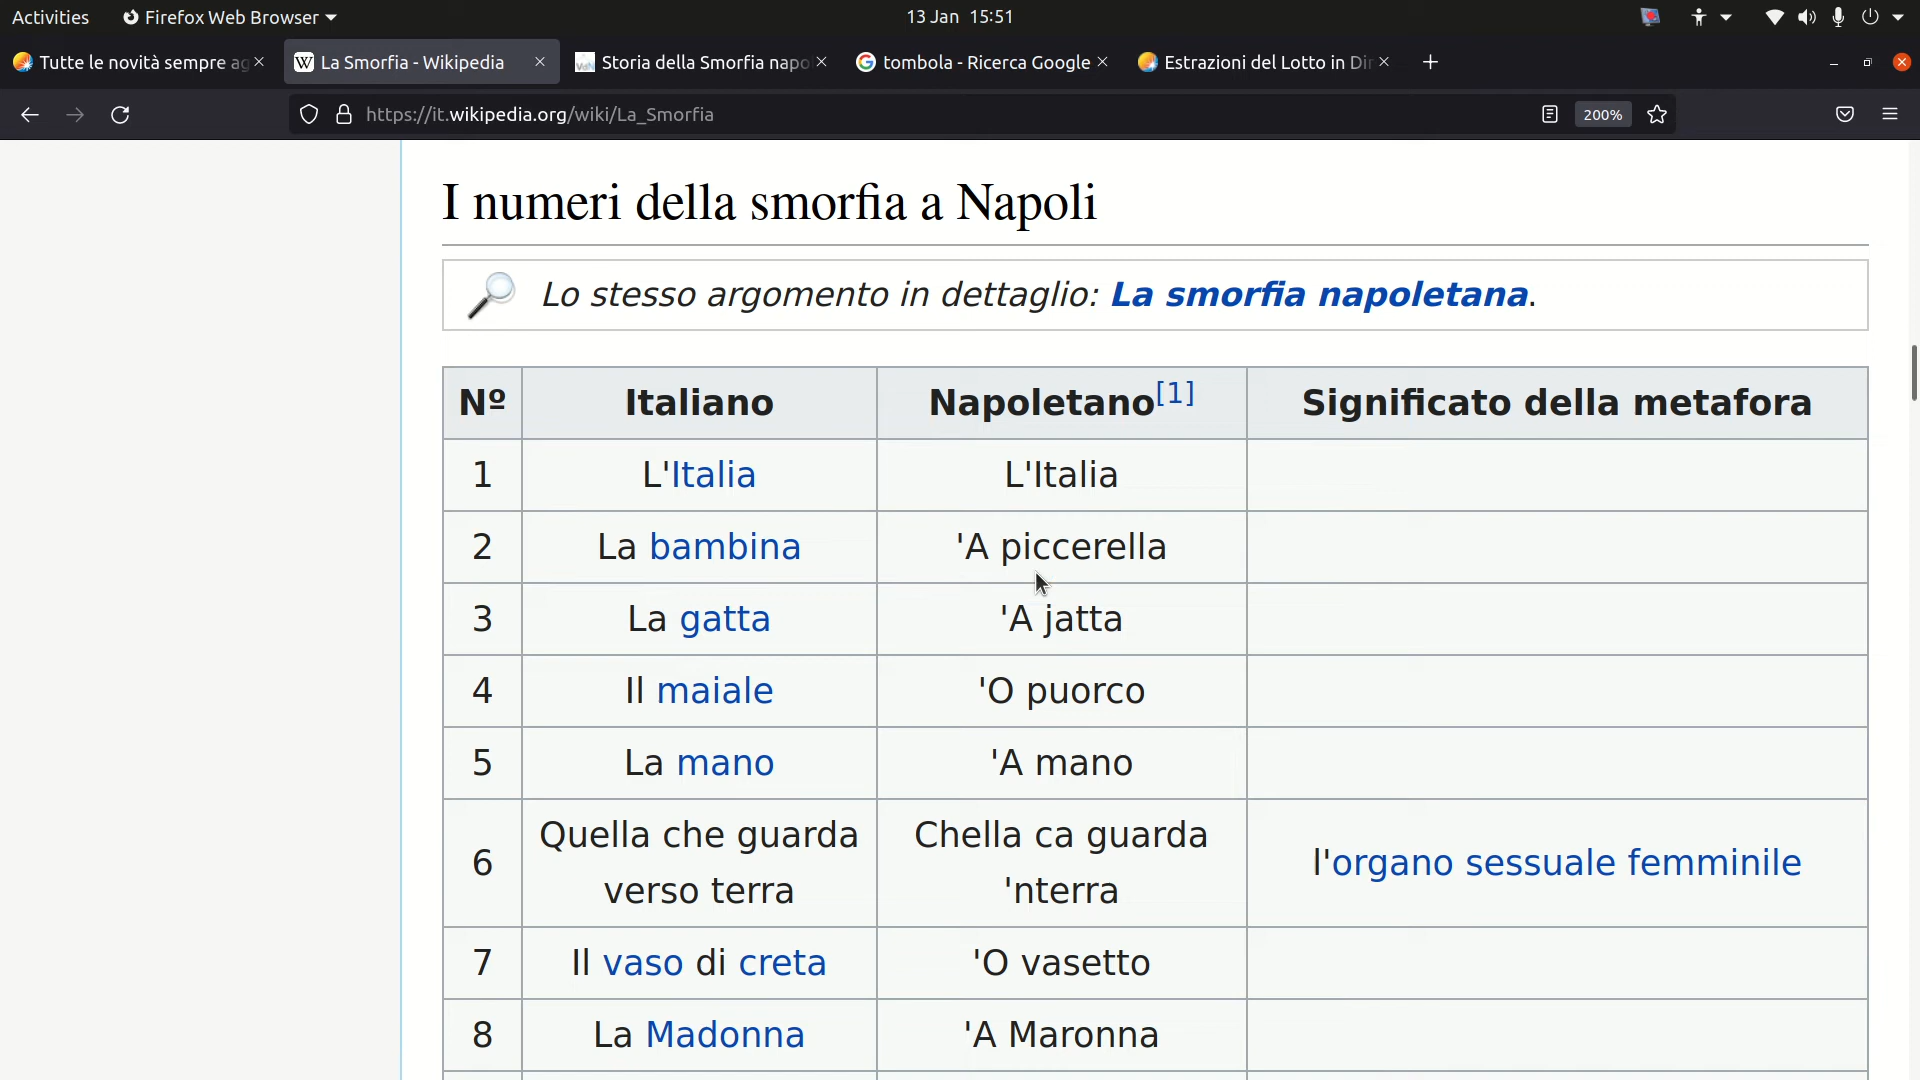 Activities Firefox Web Browser 13 Jan 15:51
Tutte le novità sempre ag La Smorfia - Wikipedia Storia della Smorfia napo tombola - Ricerca Google Estrazioni del Lotto in Dir
https://it.wikipedia.org/wiki/La_Smorfia 200%
I numeri della smorfia a Napoli
Lo stesso argomento in dettaglio: La smorfia napoletana.
Nº Italiano Napoletano[1] Significato della metafora
1 L'Italia L'Italia
2 La bambina 'A piccerella
3 La gatta 'A jatta
4 Il maiale 'O puorco
5 La mano 'A mano
6 Quella che guarda verso terra Chella ca guarda 'nterra l'organo sessuale femminile
7 Il vaso di creta 'O vasetto
8 La Madonna 'A Maronna